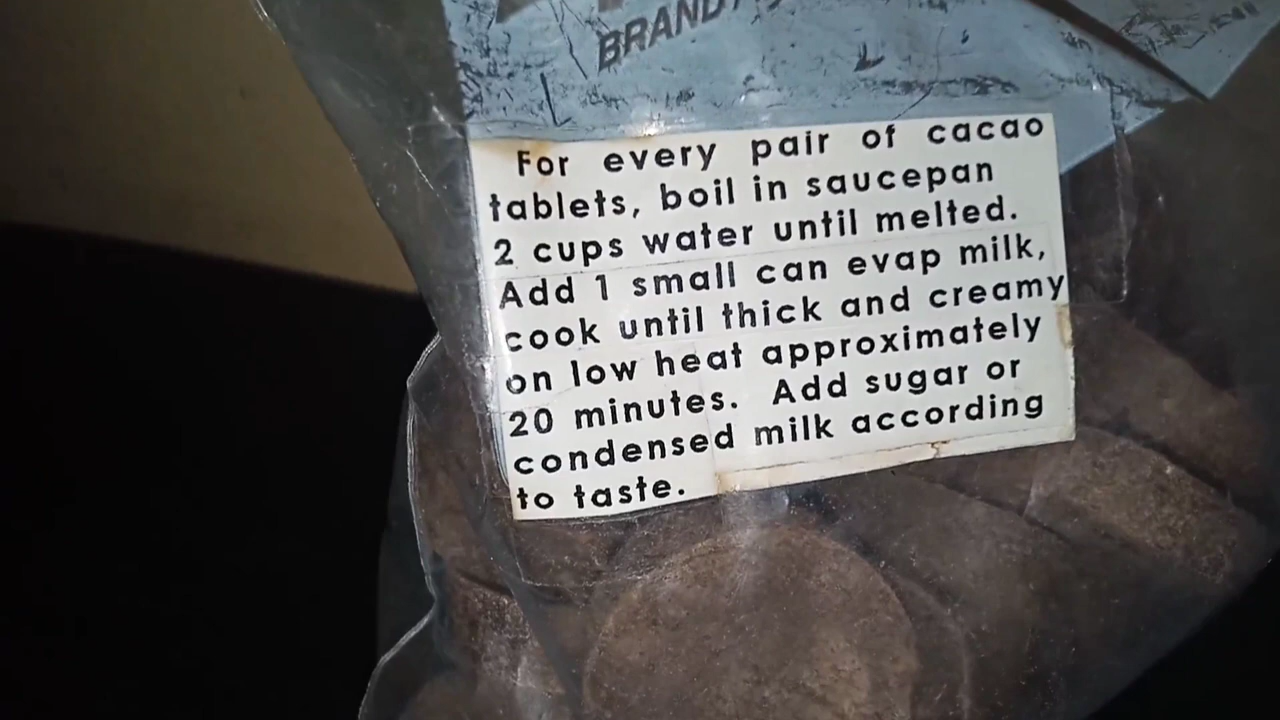 BRAND
For every pair of cacao
tablets, boil in saucepan
2 cups water until melted.
Add 1 small can evap milk,
cook until thick and creamy
on low heat approximately
20 minutes. Add sugar or
condensed milk according
to taste.